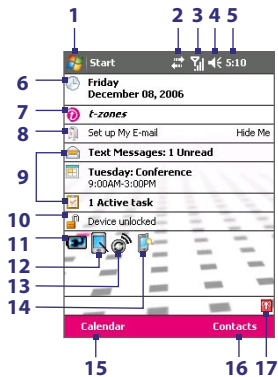 1 2 3 4 5
Start 5:10
6 Friday
December 08, 2006
7 t-zones
8 Set up My E-mail Hide Me
9 Text Messages: 1 Unread
Tuesday: Conference
9:00AM-3:00PM
1 Active task
10 Device unlocked
11
12
13
14
Calendar Contacts
15 16 17